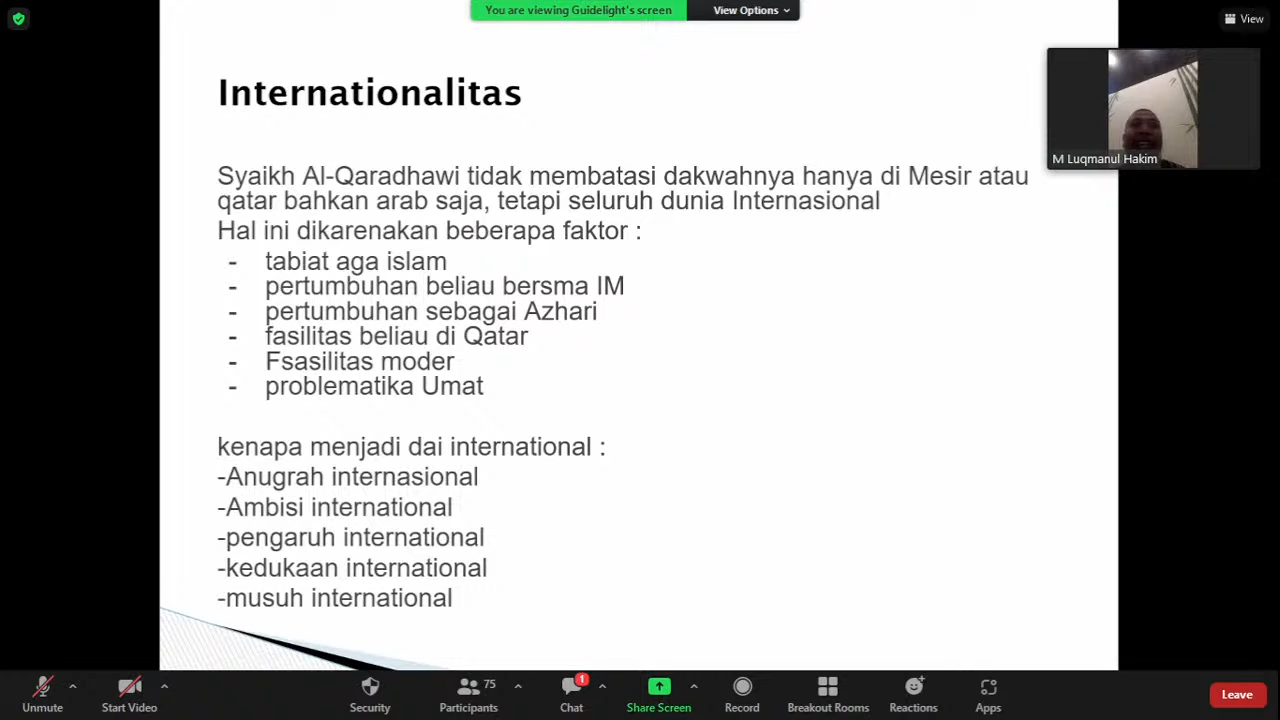 You are viewing Guidelight's screen
View Options
View
Internationalitas
M Luqmanul Hakim
Syaikh Al-Qaradhawi tidak membatasi dakwahnya hanya di Mesir atau
qatar bahkan arab saja, tetapi seluruh dunia Internasional
Hal ini dikarenakan beberapa faktor :
- tabiat aga islam
- pertumbuhan beliau bersma IM
- pertumbuhan sebagai Azhari
- fasilitas beliau di Qatar
- Fsasilitas moder
- problematika Umat
kenapa menjadi dai international :
-Anugrah internasional
-Ambisi international
-pengaruh international
-kedukaan international
-musuh international
Unmute
Start Video
Security
Participants
75
Chat
1
Share Screen
Record
Breakout Rooms
Reactions
Apps
Leave